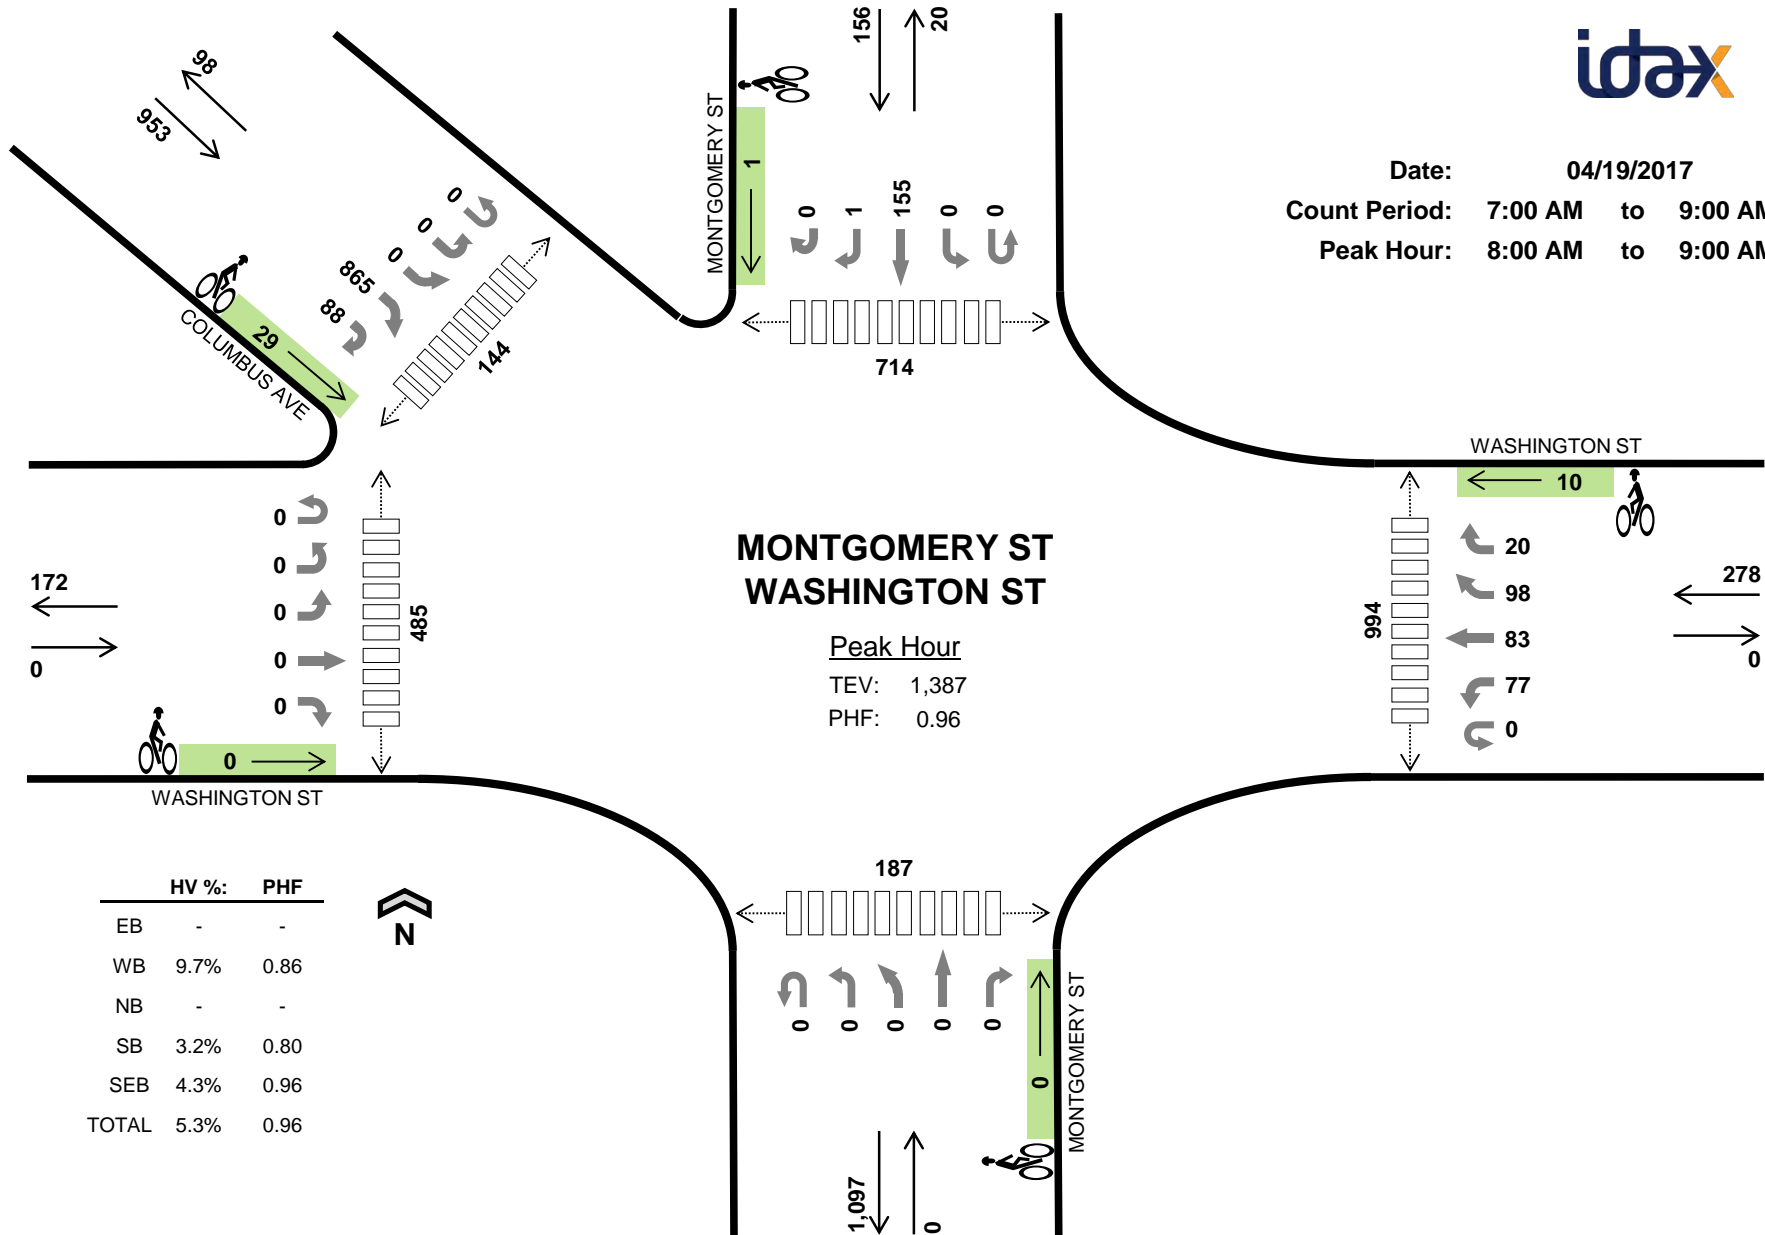 idax
Date: 04/19/2017
Count Period: 7:00 AM to 9:00 AM
Peak Hour: 8:00 AM to 9:00 AM
98
953
156
20
MONTGOMERY ST
1
0 1 155 0 0
714
COLUMBUS AVE
29
88 865 0 0 0 0
144
WASHINGTON ST
10
20
98
83
77
0
994
278
0
172
0
0
0
0
0
0
485
0
WASHINGTON ST
MONTGOMERY ST
WASHINGTON ST
Peak Hour
TEV: 1,387
PHF: 0.96
187
0 0 0 0 0
0
MONTGOMERY ST
1,097
0
HV %: PHF
EB - -
WB 9.7% 0.86
NB - -
SB 3.2% 0.80
SEB 4.3% 0.96
TOTAL 5.3% 0.96
N